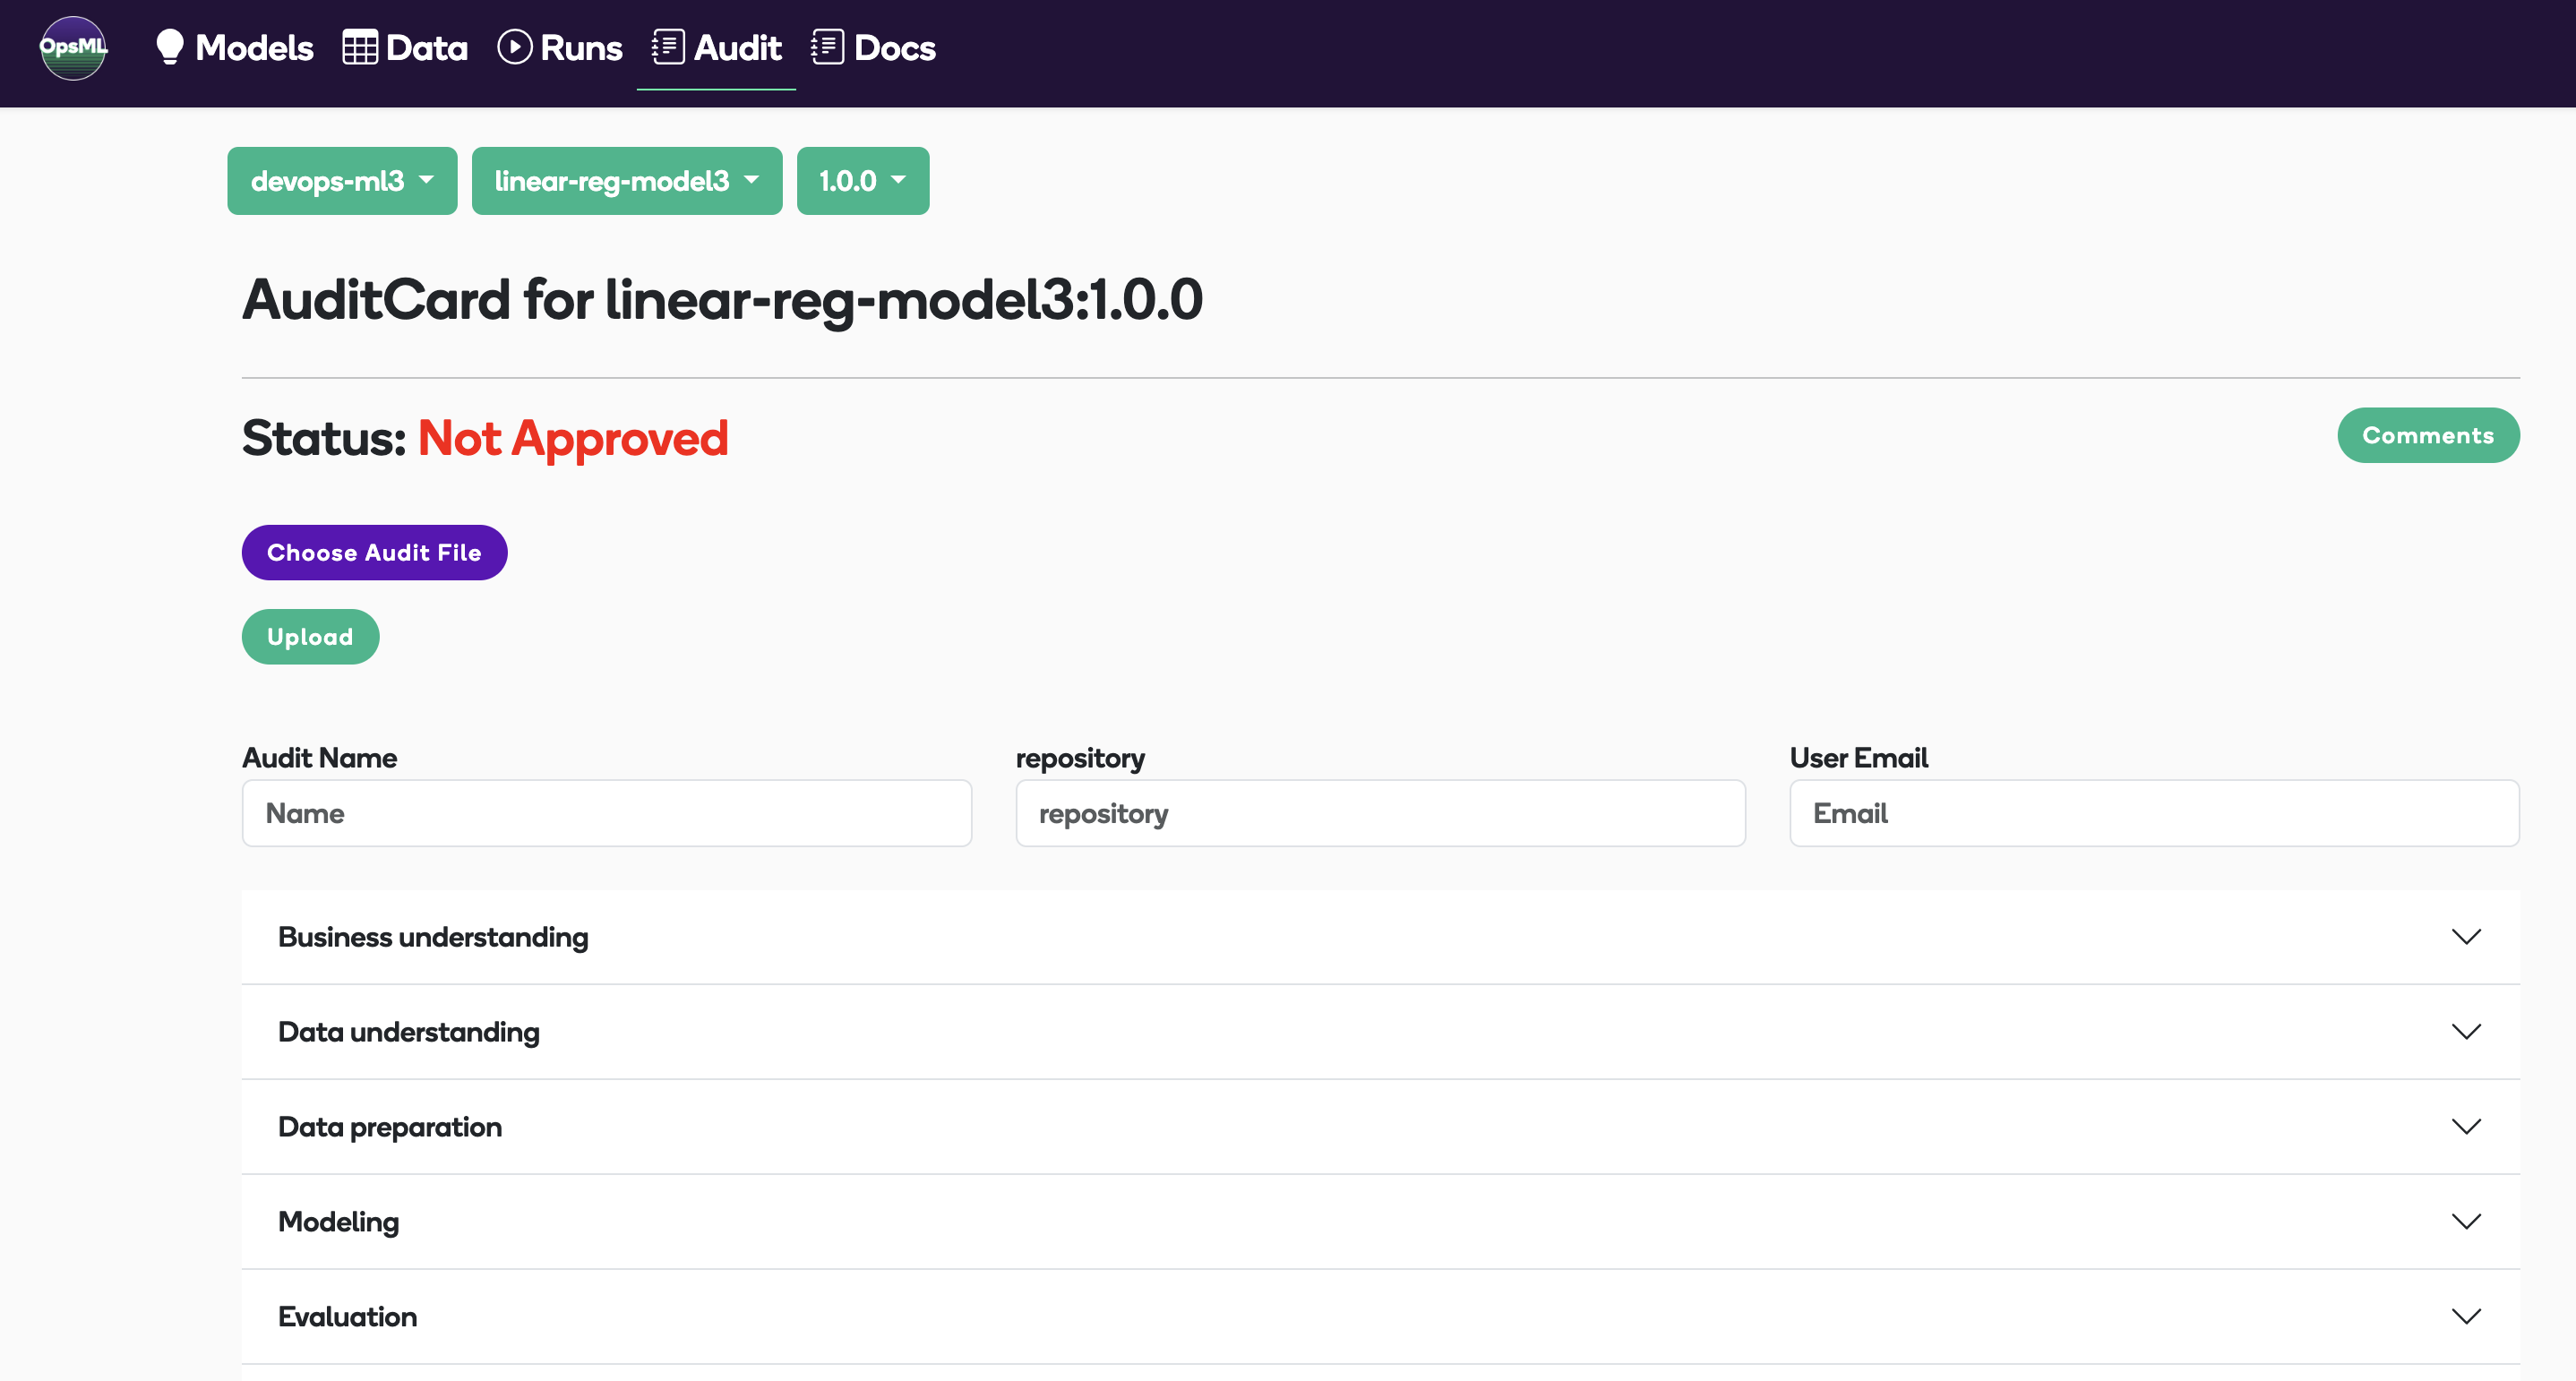 OpsML Models Data Runs Audit Docs
devops-ml3 linear-reg-model3 1.0.0
AuditCard for linear-reg-model3:1.0.0
Status: Not Approved Comments
Choose Audit File
Upload
Audit Name repository User Email
Name repository Email
Business understanding
Data understanding
Data preparation
Modeling
Evaluation